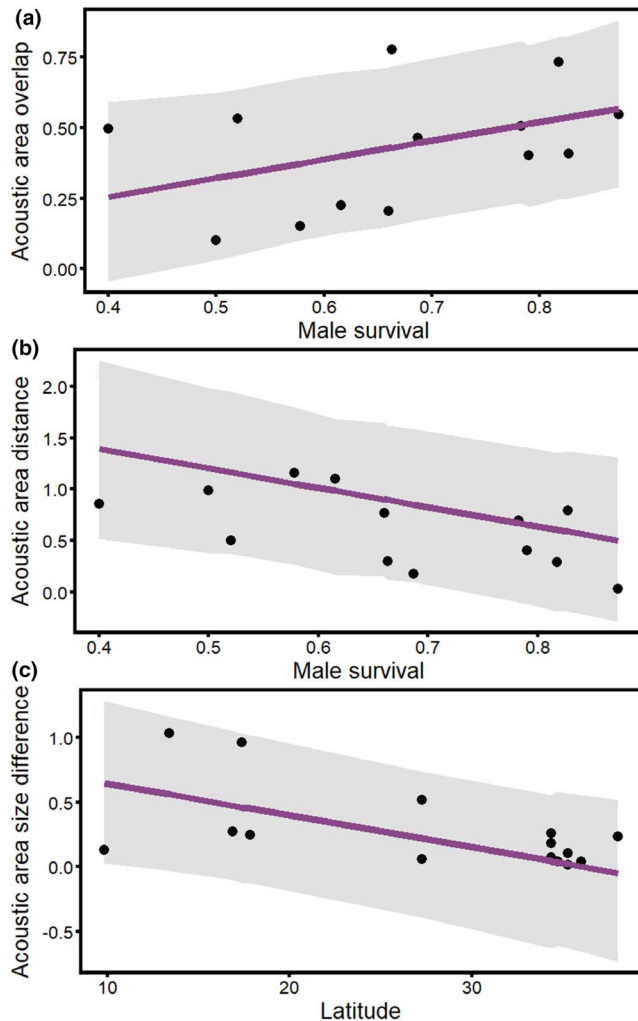 (a)
Acoustic area overlap
0.75
0.50
0.25
0.00
0.4 0.5 0.6 0.7 0.8
Male survival
(b)
Acoustic area distance
2.0
1.5
1.0
0.5
0.0
0.4 0.5 0.6 0.7 0.8
Male survival
(c)
Acoustic area size difference
1.0
0.5
0.0
-0.5
10 20 30
Latitude